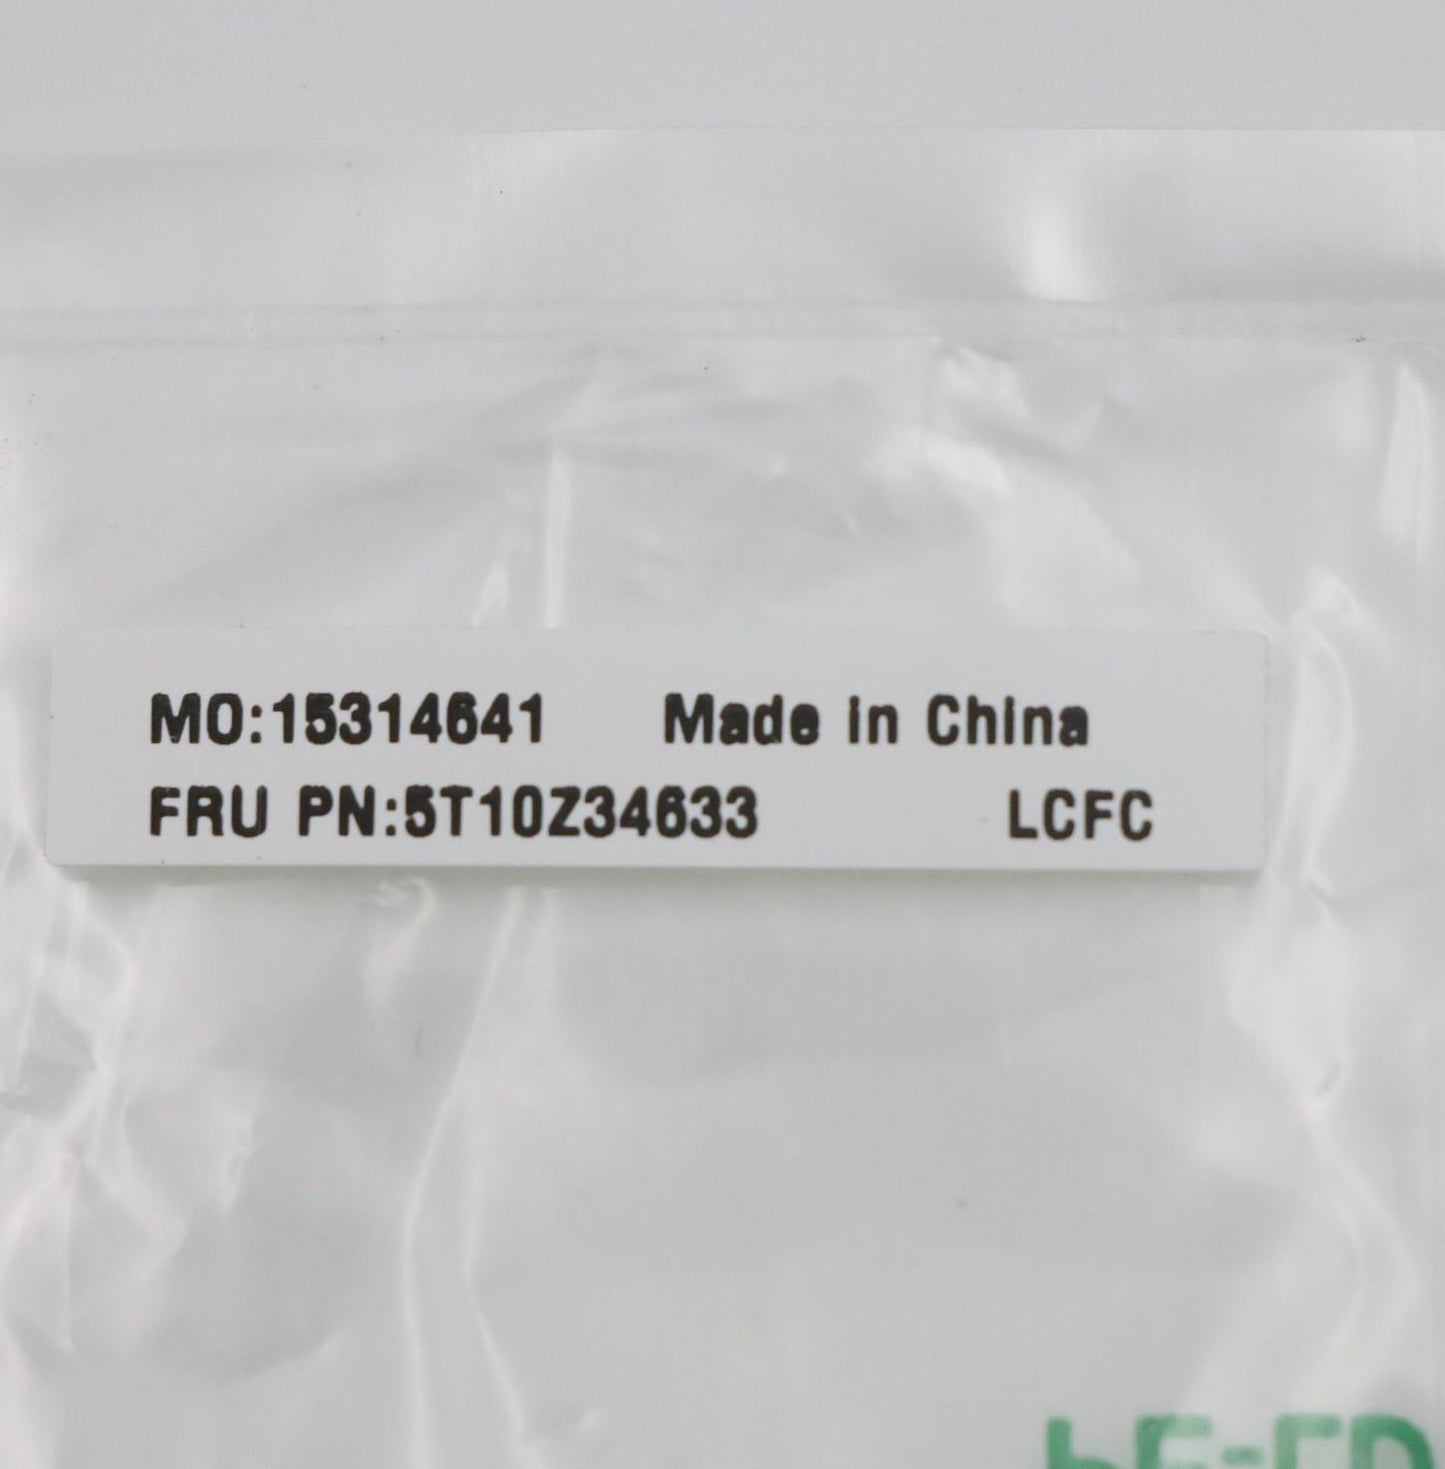 MO:15314641 Made in China
FRU PN:5T10Z34633 LCFC